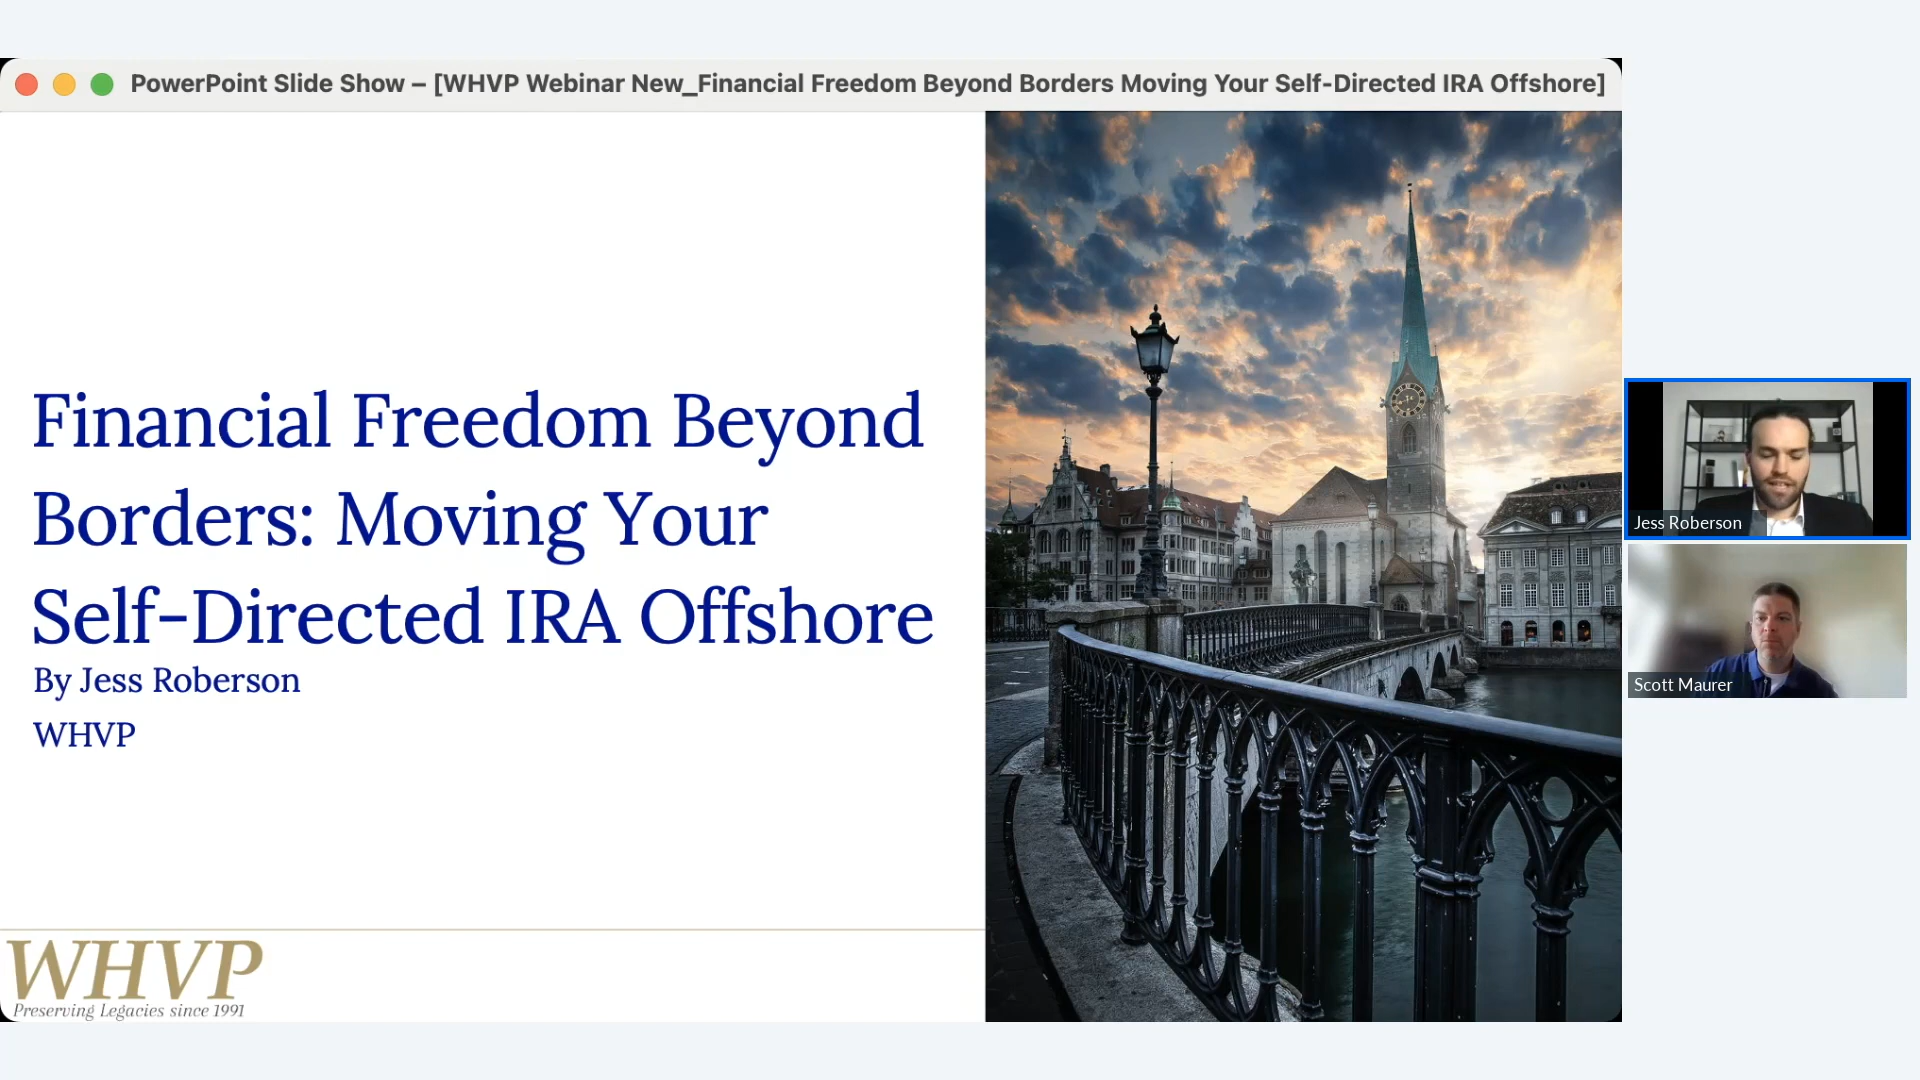 PowerPoint Slide Show – [WHVP Webinar New_Financial Freedom Beyond Borders Moving Your Self-Directed IRA Offshore]
Financial Freedom Beyond
Borders: Moving Your
Self-Directed IRA Offshore
By Jess Roberson
WHVP
WHVP
Preserving Legacies since 1991
Jess Roberson
Scott Maurer